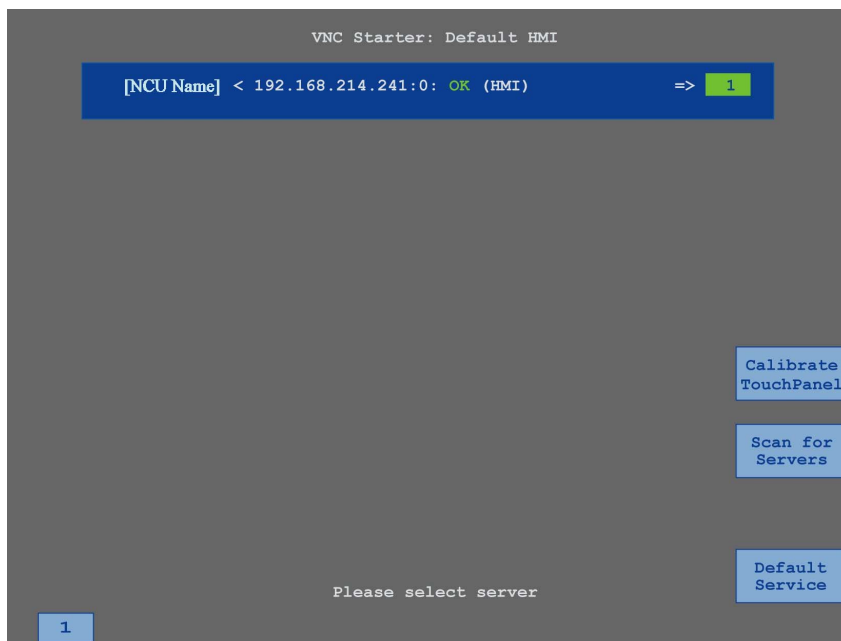 VNC Starter: Default HMI
[NCU Name] < 192.168.214.241:0: OK (HMI) => 1
Calibrate
TouchPanel
Scan for
Servers
Default
Service
Please select server
1